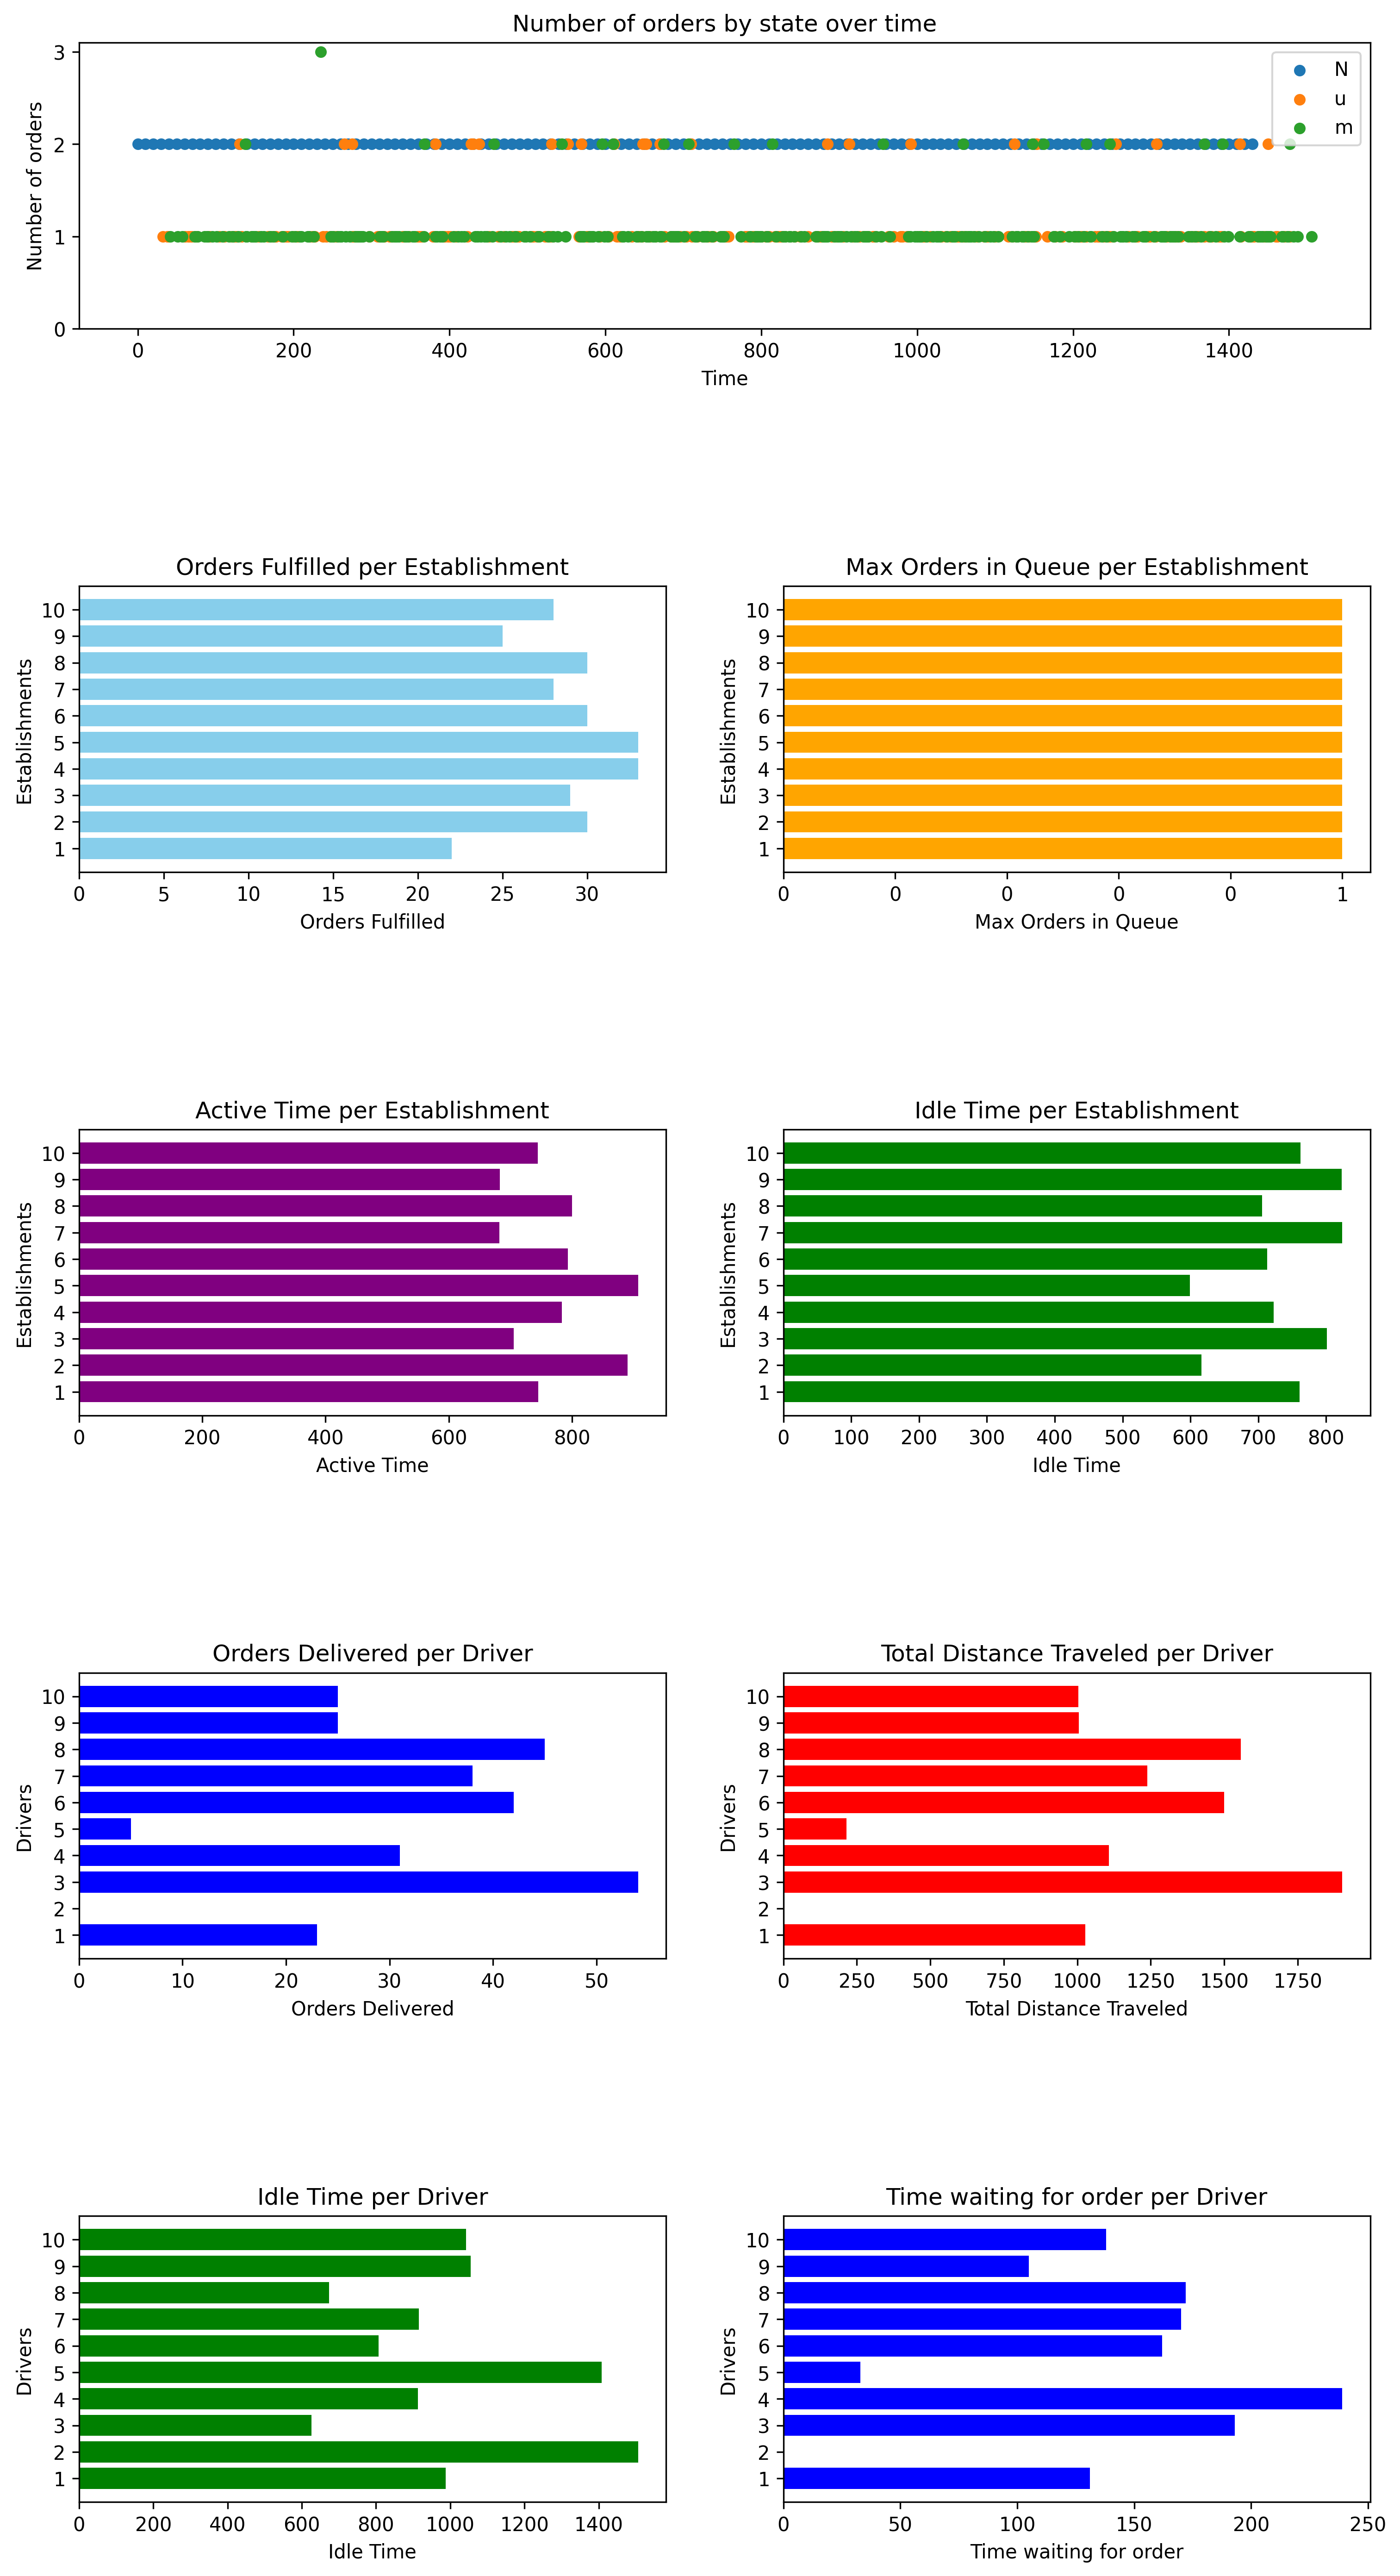 Number of orders by state over time
Number of orders
3
2
1
0
N
u
m
0 200 400 600 800 1000 1200 1400
Time
Orders Fulfilled per Establishment
Establishments
10
9
8
7
6
5
4
3
2
1
0 5 10 15 20 25 30
Orders Fulfilled
Max Orders in Queue per Establishment
Establishments
10
9
8
7
6
5
4
3
2
1
0 0 0 0 0 1
Max Orders in Queue
Active Time per Establishment
Establishments
10
9
8
7
6
5
4
3
2
1
0 200 400 600 800
Active Time
Idle Time per Establishment
Establishments
10
9
8
7
6
5
4
3
2
1
0 100 200 300 400 500 600 700 800
Idle Time
Orders Delivered per Driver
Drivers
10
9
8
7
6
5
4
3
2
1
0 10 20 30 40 50
Orders Delivered
Total Distance Traveled per Driver
Drivers
10
9
8
7
6
5
4
3
2
1
0 250 500 750 1000 1250 1500 1750
Total Distance Traveled
Idle Time per Driver
Drivers
10
9
8
7
6
5
4
3
2
1
0 200 400 600 800 1000 1200 1400
Idle Time
Time waiting for order per Driver
Drivers
10
9
8
7
6
5
4
3
2
1
0 50 100 150 200 250
Time waiting for order